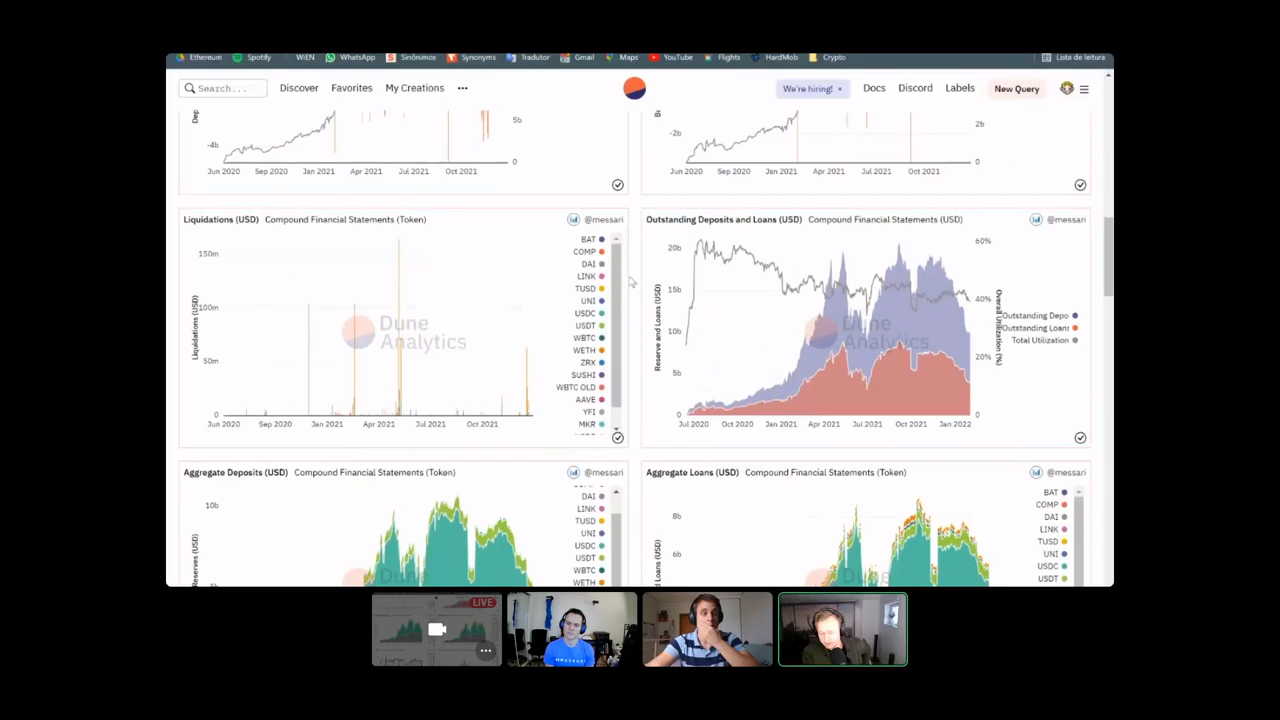 Ethereum Spotify WiEN WhatsApp Sinônimos Synonyms Tradutor Gmail Maps YouTube Flights HardMob Crypto Lista de leitura
Search... Discover Favorites My Creations ••• We're hiring! × Docs Discord Labels New Query
Dep
5b
-4b
0
Jun 2020 Sep 2020 Jan 2021 Apr 2021 Jul 2021 Oct 2021
2b
-2b
0
Jun 2020 Sep 2020 Jan 2021 Apr 2021 Jul 2021 Oct 2021
Liquidations (USD) Compound Financial Statements (Token) @messari
150m
100m
50m
0
Liquidations (USD)
Dune
Analytics
Jun 2020 Sep 2020 Jan 2021 Apr 2021 Jul 2021 Oct 2021
BAT
COMP
DAI
LINK
TUSD
UNI
USDC
USDT
WBTC
WETH
ZRX
SUSHI
WBTC OLD
AAVE
YFI
MKR
Outstanding Deposits and Loans (USD) Compound Financial Statements (USD) @messari
20b
15b
10b
5b
0
Reserve and Loans (USD)
Dune
Analytics
60%
40%
20%
0
Overall Utilization (%)
Jul 2020 Oct 2020 Jan 2021 Apr 2021 Jul 2021 Oct 2021 Jan 2022
Outstanding Depo
Outstanding Loans
Total Utilization
Aggregate Deposits (USD) Compound Financial Statements (Token) @messari
10b
Reserves (USD)
Dune
DAI
LINK
TUSD
UNI
USDC
USDT
WBTC
WETH
Aggregate Loans (USD) Compound Financial Statements (Token) @messari
8b
6b
Loans (USD)
Dune
BAT
COMP
DAI
LINK
TUSD
UNI
USDC
USDT
LIVE